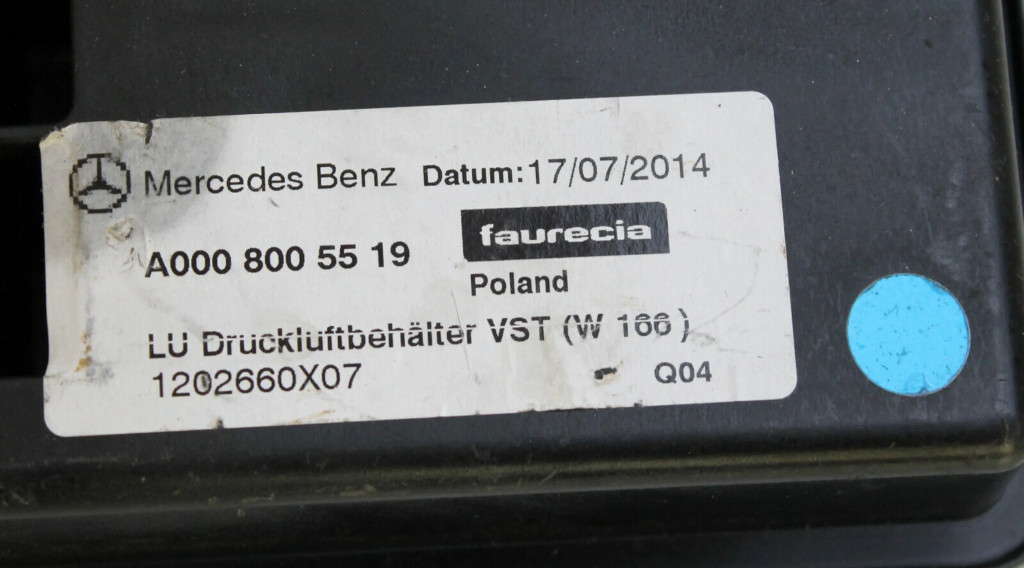 Mercedes Benz Datum:17/07/2014
A000 800 55 19 faurecia
Poland
LU Druckluftbehälter VST (W 166)
1202660X07 Q04